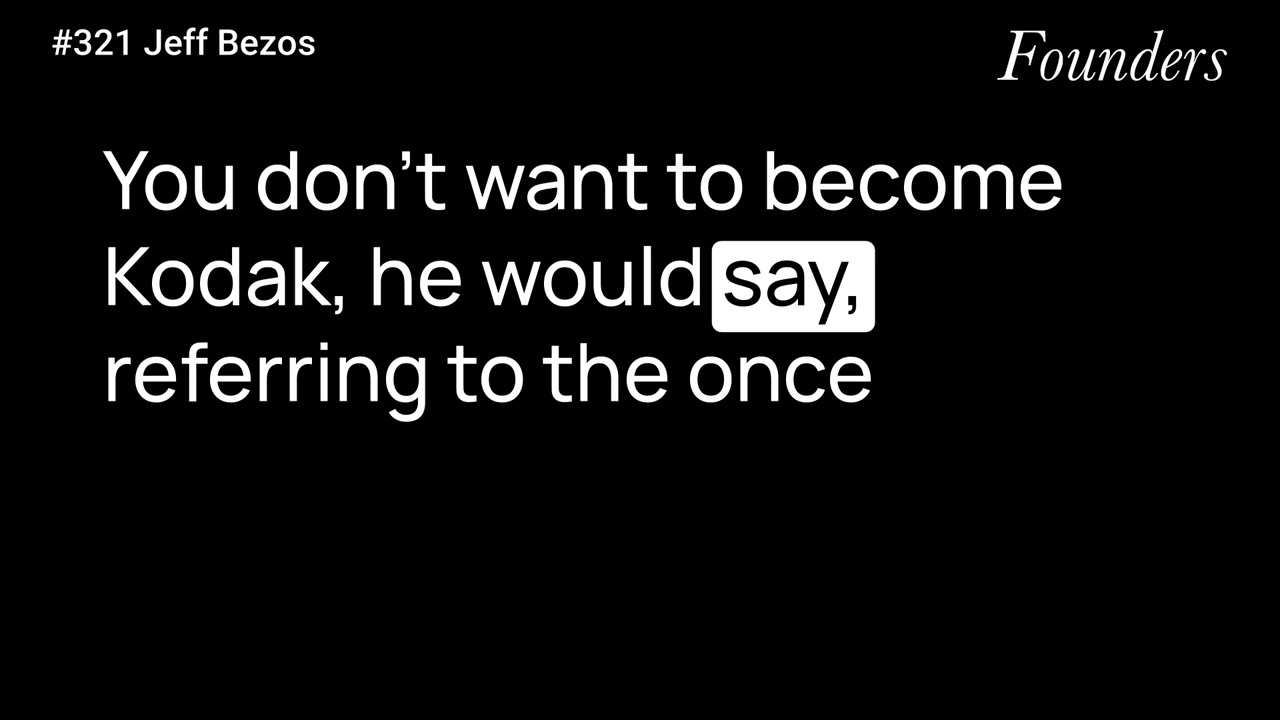 #321 Jeff Bezos
Founders
You don’t want to become
Kodak, he would say,
referring to the once